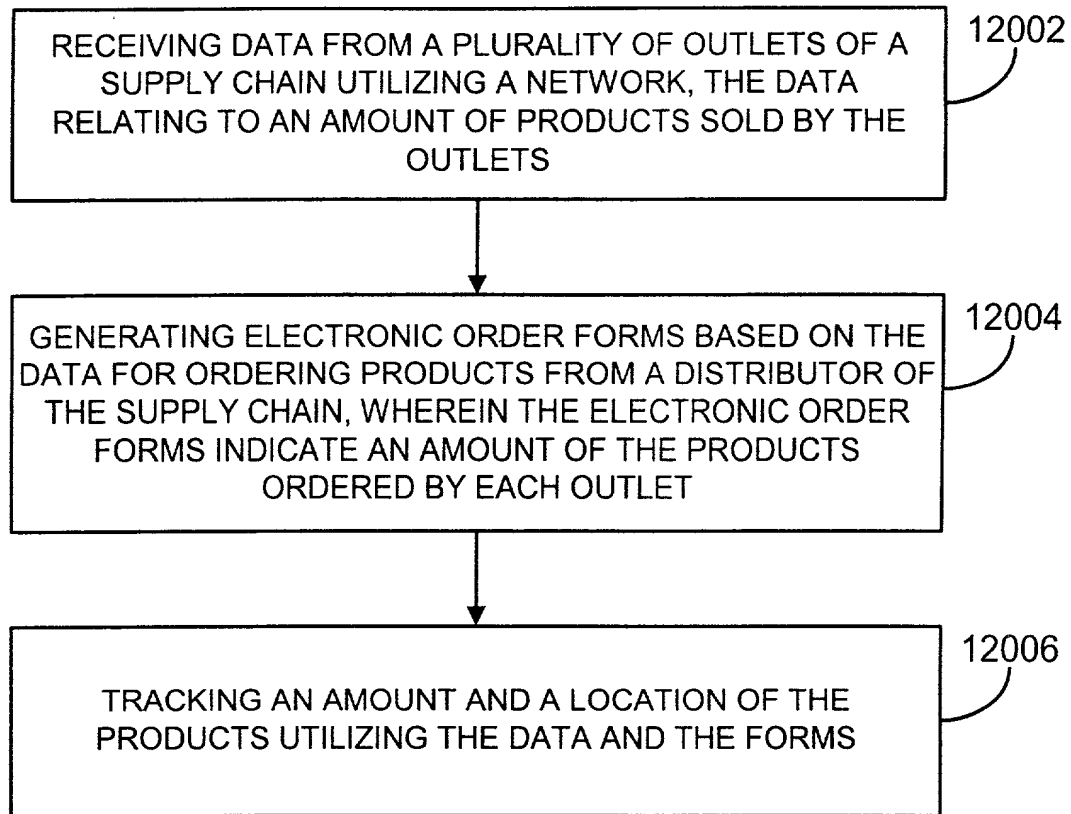 RECEIVING DATA FROM A PLURALITY OF OUTLETS OF A
SUPPLY CHAIN UTILIZING A NETWORK, THE DATA
RELATING TO AN AMOUNT OF PRODUCTS SOLD BY THE
OUTLETS
12002
GENERATING ELECTRONIC ORDER FORMS BASED ON THE
DATA FOR ORDERING PRODUCTS FROM A DISTRIBUTOR OF
THE SUPPLY CHAIN, WHEREIN THE ELECTRONIC ORDER
FORMS INDICATE AN AMOUNT OF THE PRODUCTS
ORDERED BY EACH OUTLET
12004
TRACKING AN AMOUNT AND A LOCATION OF THE
PRODUCTS UTILIZING THE DATA AND THE FORMS
12006